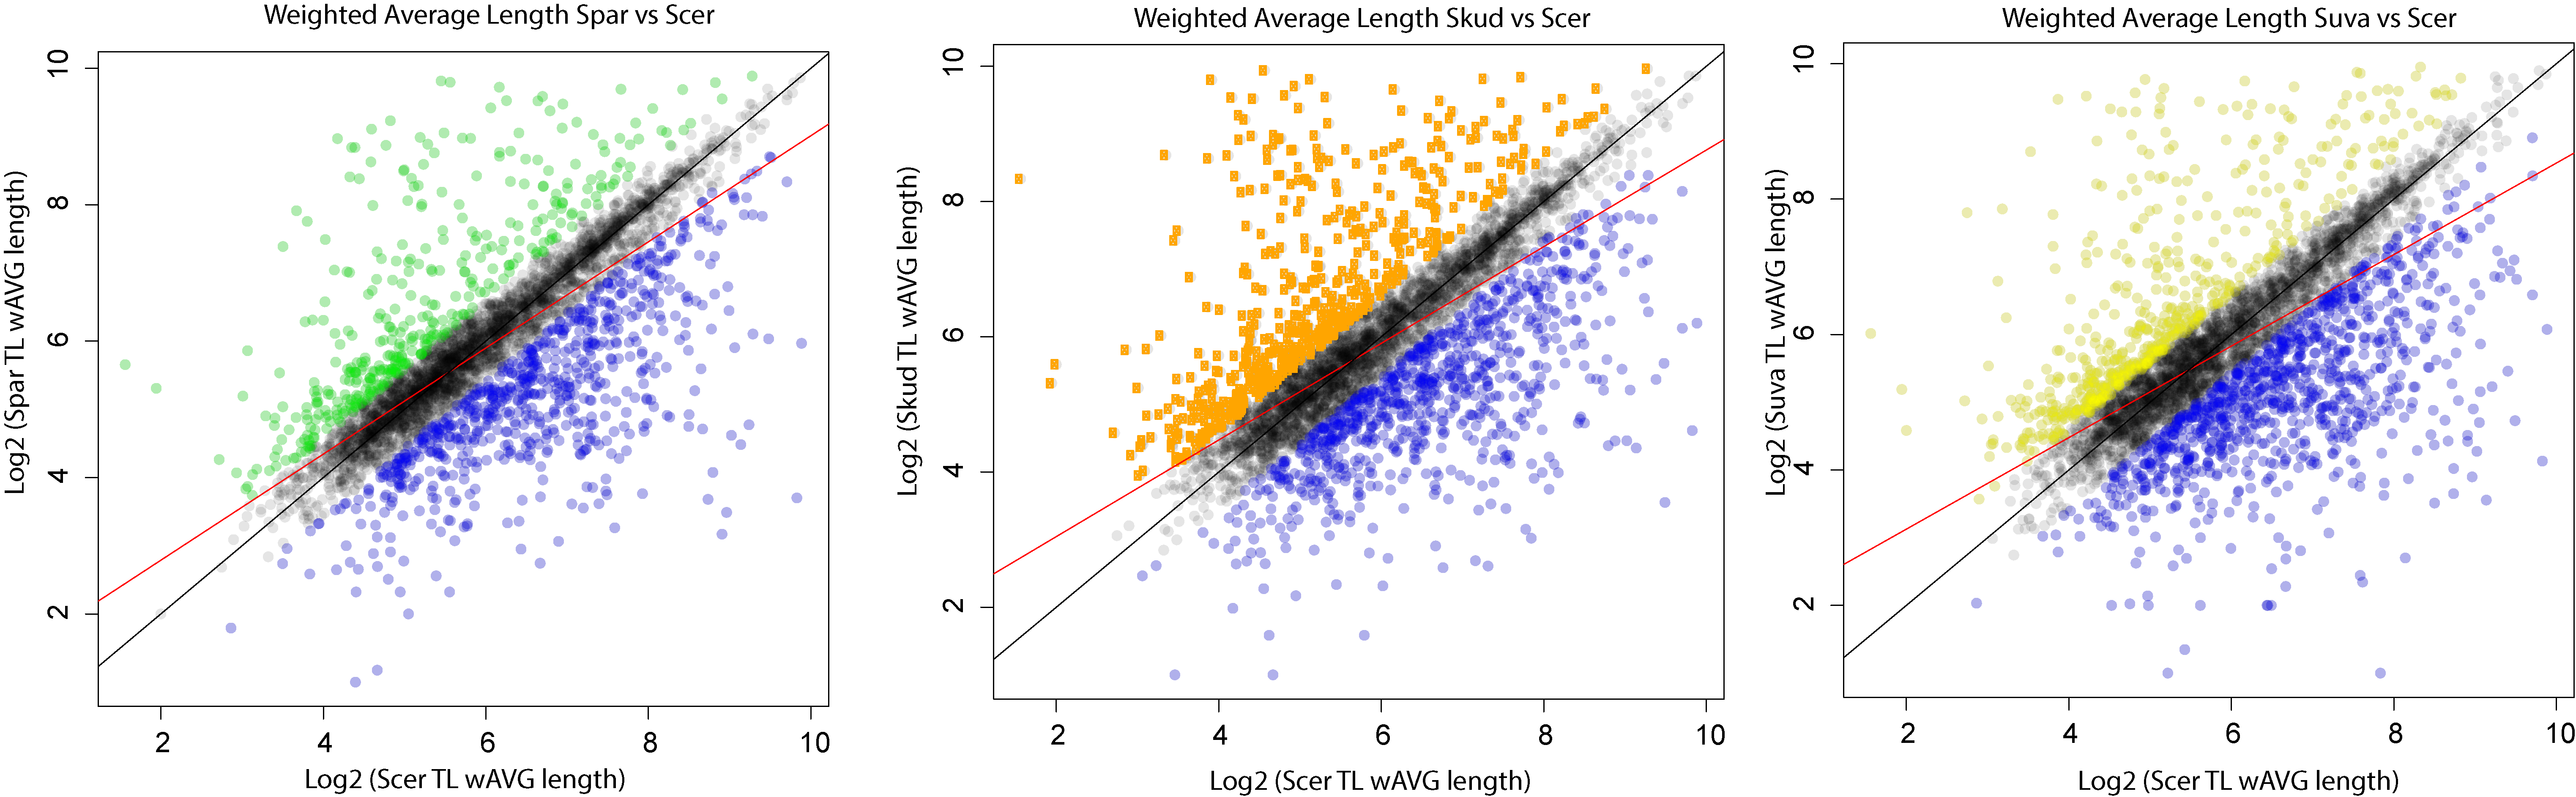 Weighted Average Length Spar vs Scer
Log2 (Spar TL wAVG length)
10
8
6
4
2
2 4 6 8 10
Log2 (Scer TL wAVG length)
Weighted Average Length Skud vs Scer
Log2 (Skud TL wAVG length)
10
8
6
4
2
2 4 6 8 10
Log2 (Scer TL wAVG length)
Weighted Average Length Suva vs Scer
Log2 (Suva TL wAVG length)
10
8
6
4
2
2 4 6 8 10
Log2 (Scer TL wAVG length)